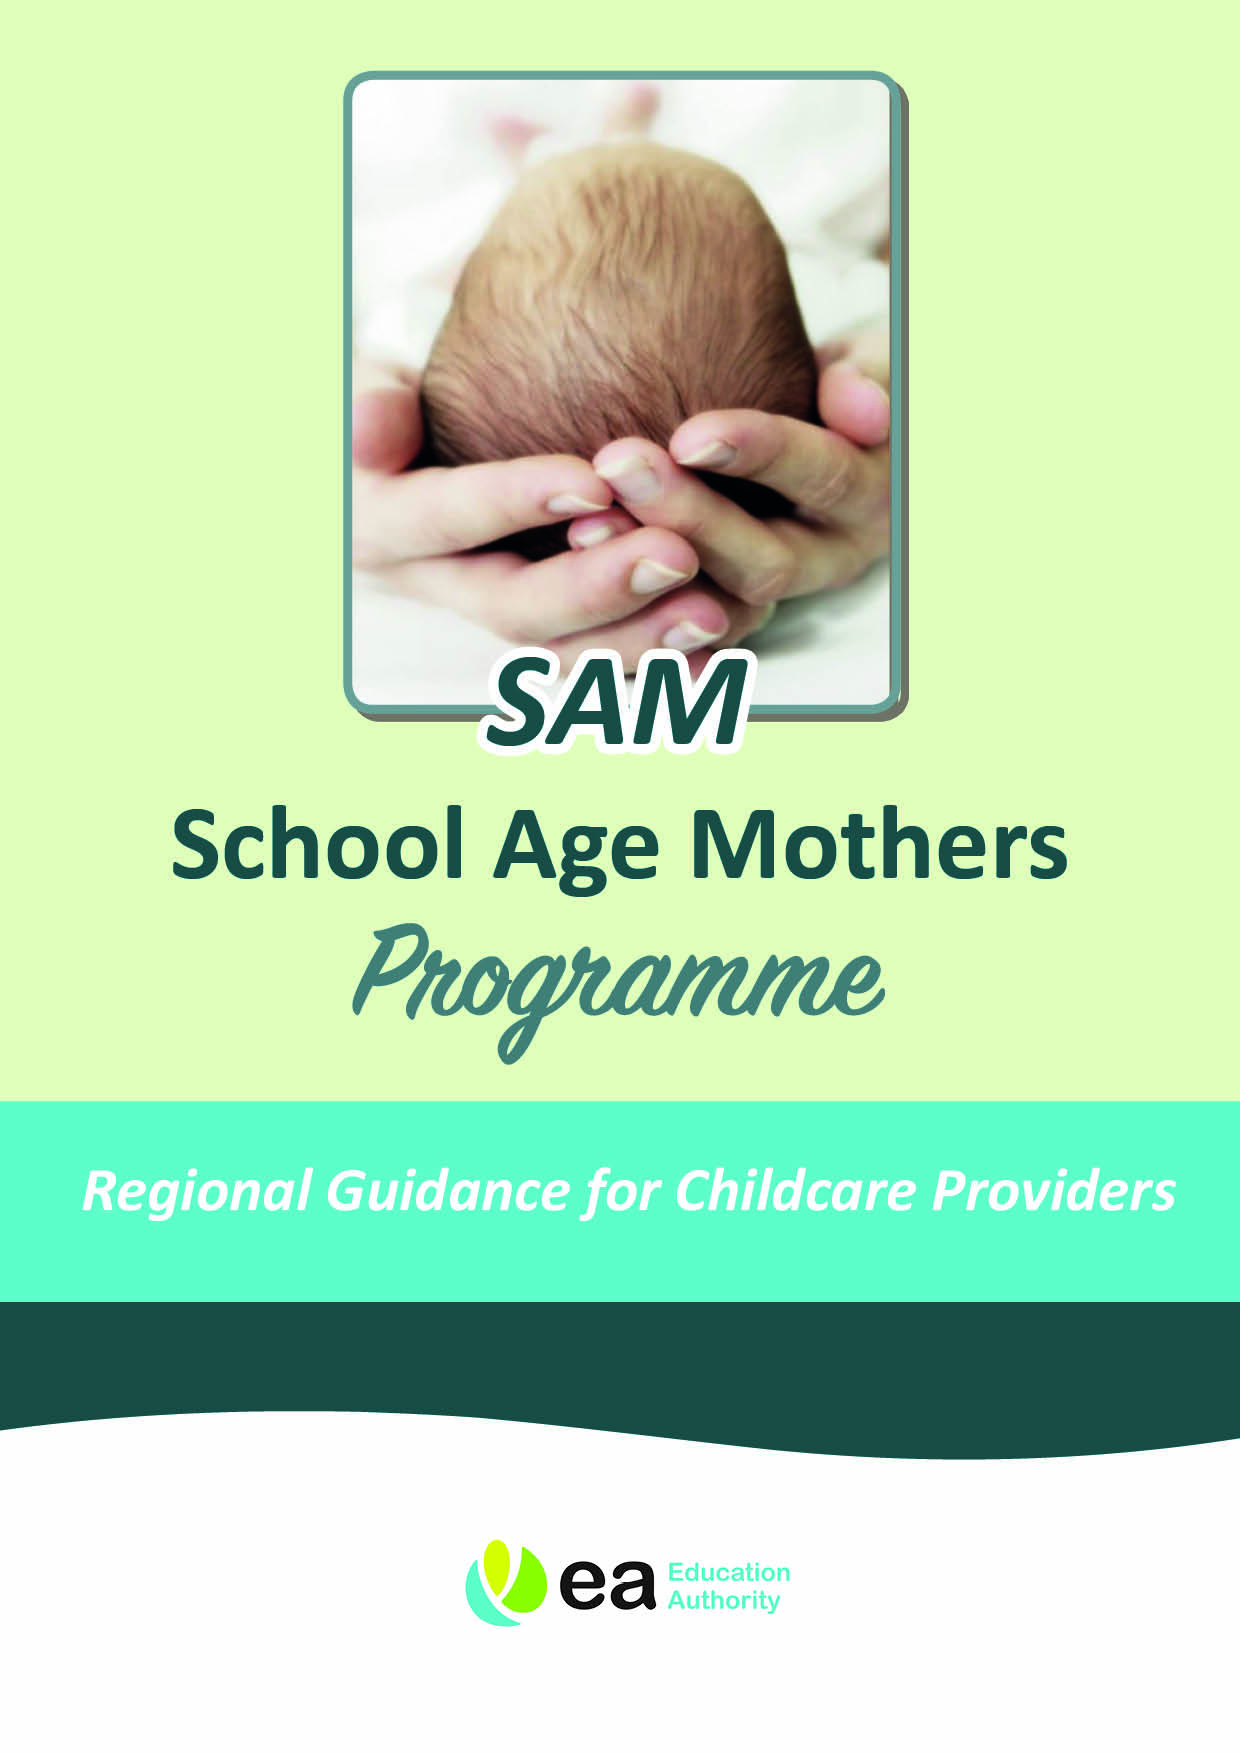 SAM
School Age Mothers
Programme
Regional Guidance for Childcare Providers
ea Education
Authority